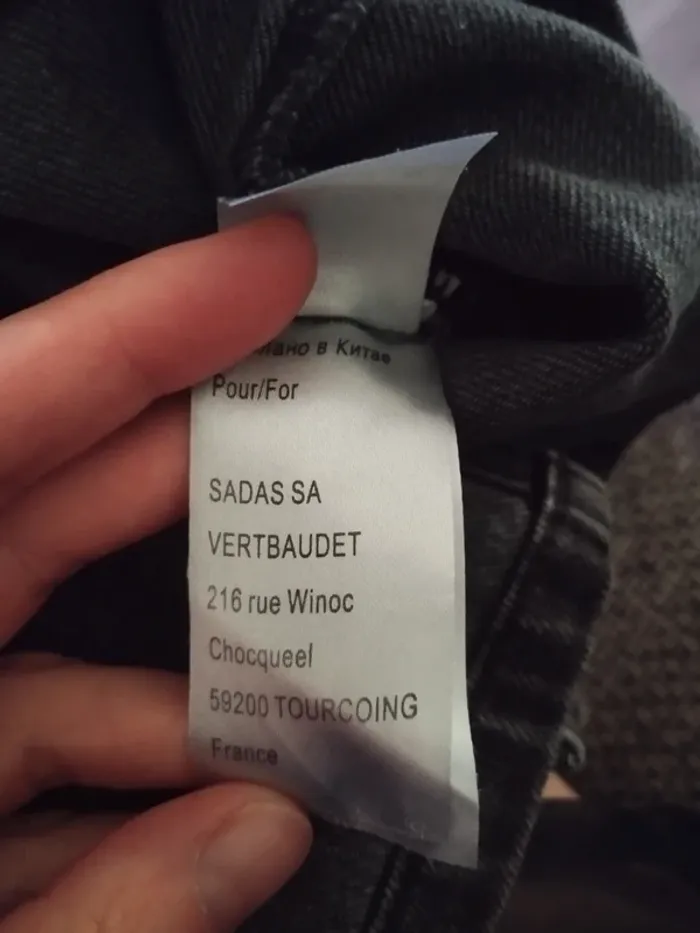 в Китае
Pour/For
SADAS SA
VERTBAUDET
216 rue Winoc
Chocqueel
59200 TOURCOING
France